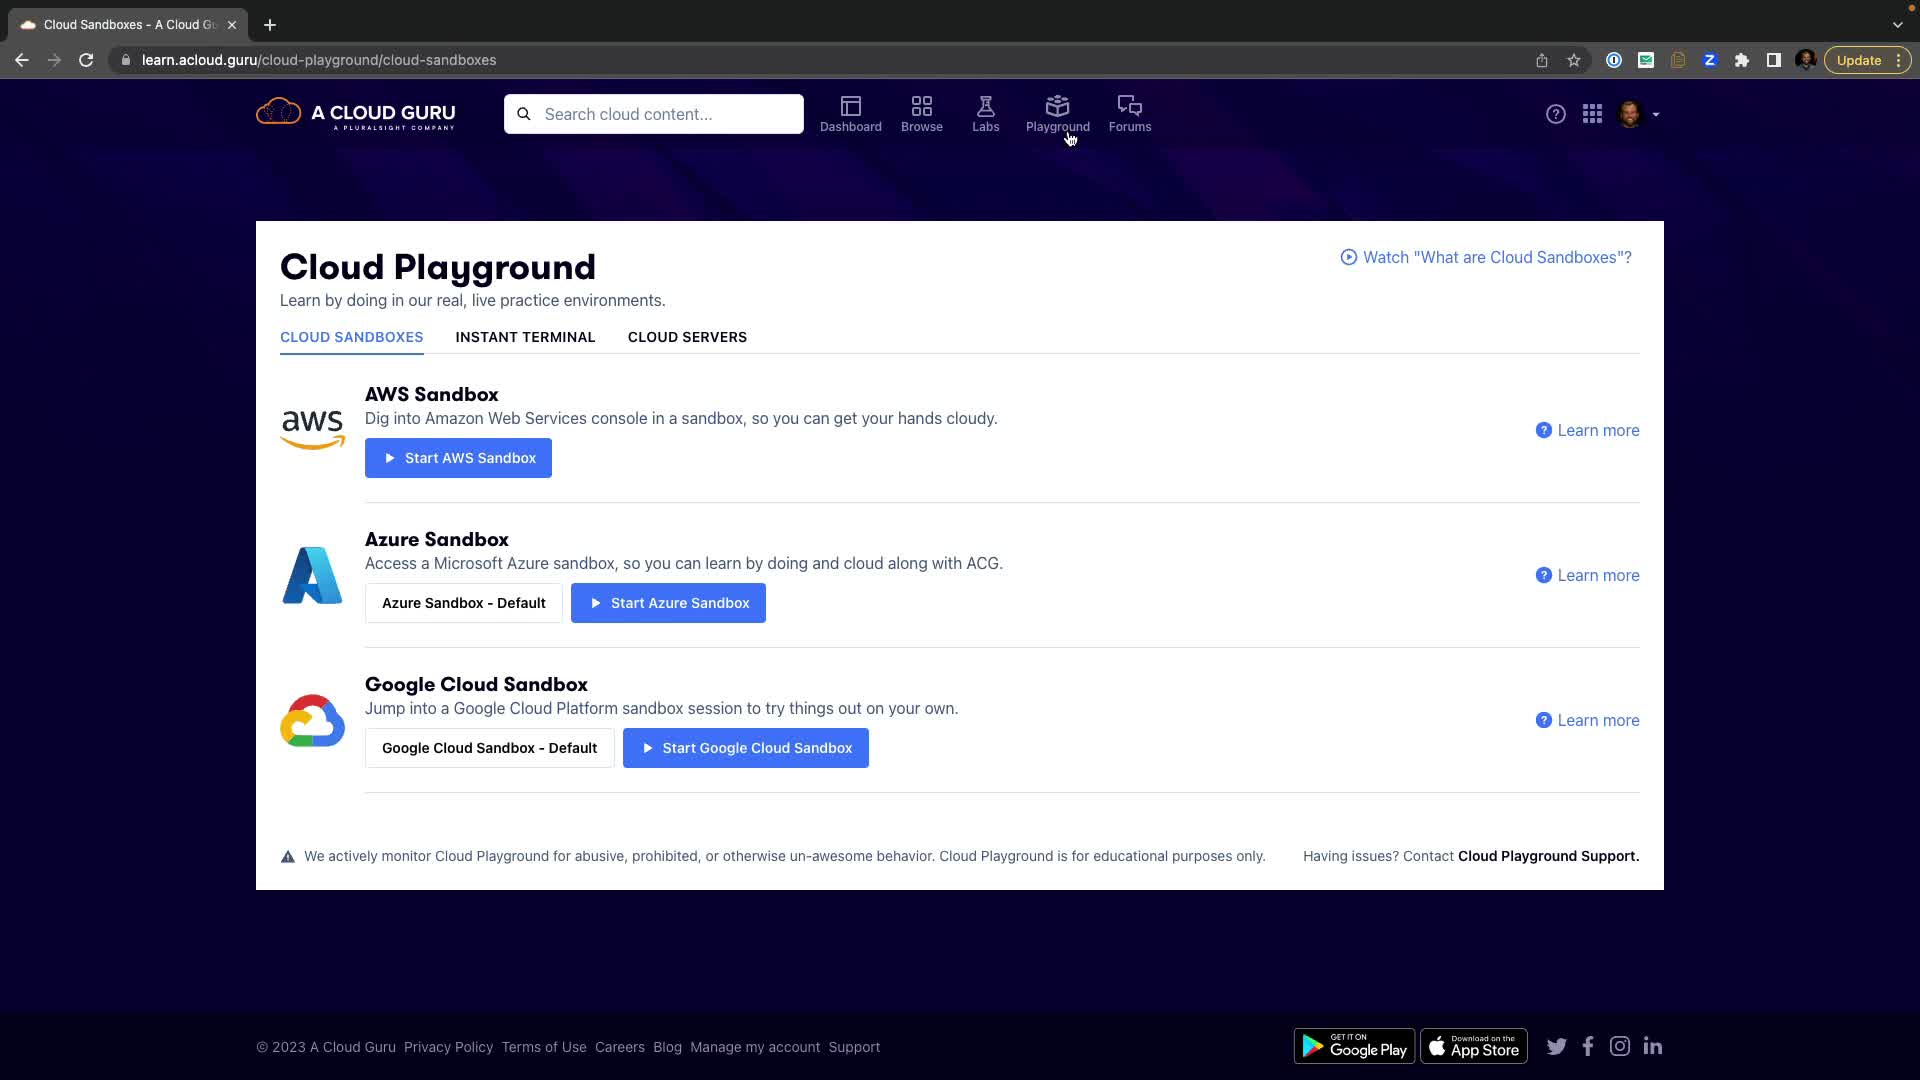 Cloud Sandboxes - A Cloud Gu
learn.acloud.guru/cloud-playground/cloud-sandboxes
Update
A CLOUD GURU
A PLURALSIGHT COMPANY
Search cloud content...
Dashboard
Browse
Labs
Playground
Forums
Cloud Playground
Watch "What are Cloud Sandboxes"?
Learn by doing in our real, live practice environments.
CLOUD SANDBOXES
INSTANT TERMINAL
CLOUD SERVERS
aws
AWS Sandbox
Dig into Amazon Web Services console in a sandbox, so you can get your hands cloudy.
Learn more
Start AWS Sandbox
Azure Sandbox
Access a Microsoft Azure sandbox, so you can learn by doing and cloud along with ACG.
Learn more
Azure Sandbox - Default
Start Azure Sandbox
Google Cloud Sandbox
Jump into a Google Cloud Platform sandbox session to try things out on your own.
Learn more
Google Cloud Sandbox - Default
Start Google Cloud Sandbox
We actively monitor Cloud Playground for abusive, prohibited, or otherwise un-awesome behavior. Cloud Playground is for educational purposes only.
Having issues? Contact Cloud Playground Support.
© 2023 A Cloud Guru Privacy Policy Terms of Use Careers Blog Manage my account Support
GET IT ON
Google Play
Download on the
App Store